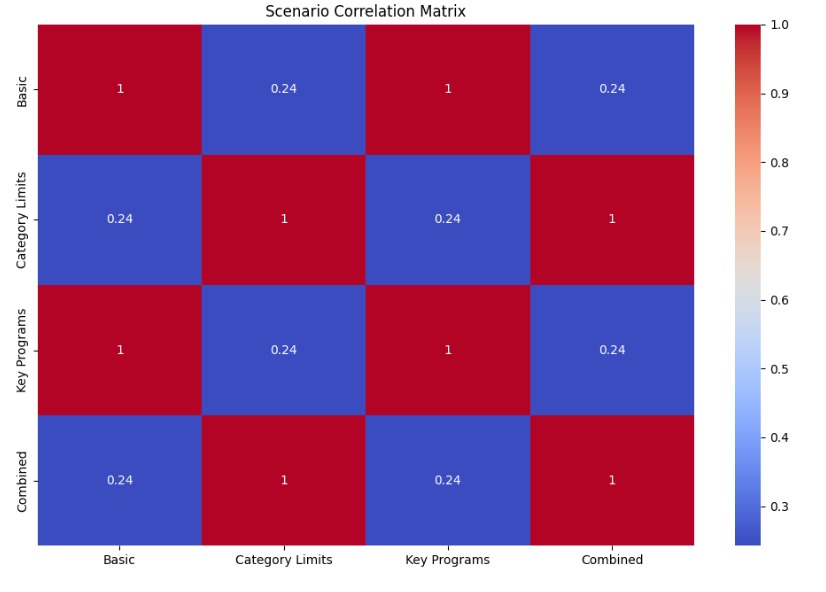 Scenario Correlation Matrix
Basic
1 0.24 1 0.24
Category Limits
0.24 1 0.24 1
Key Programs
1 0.24 1 0.24
Combined
0.24 1 0.24 1
Basic Category Limits Key Programs Combined
1.0
0.9
0.8
0.7
0.6
0.5
0.4
0.3